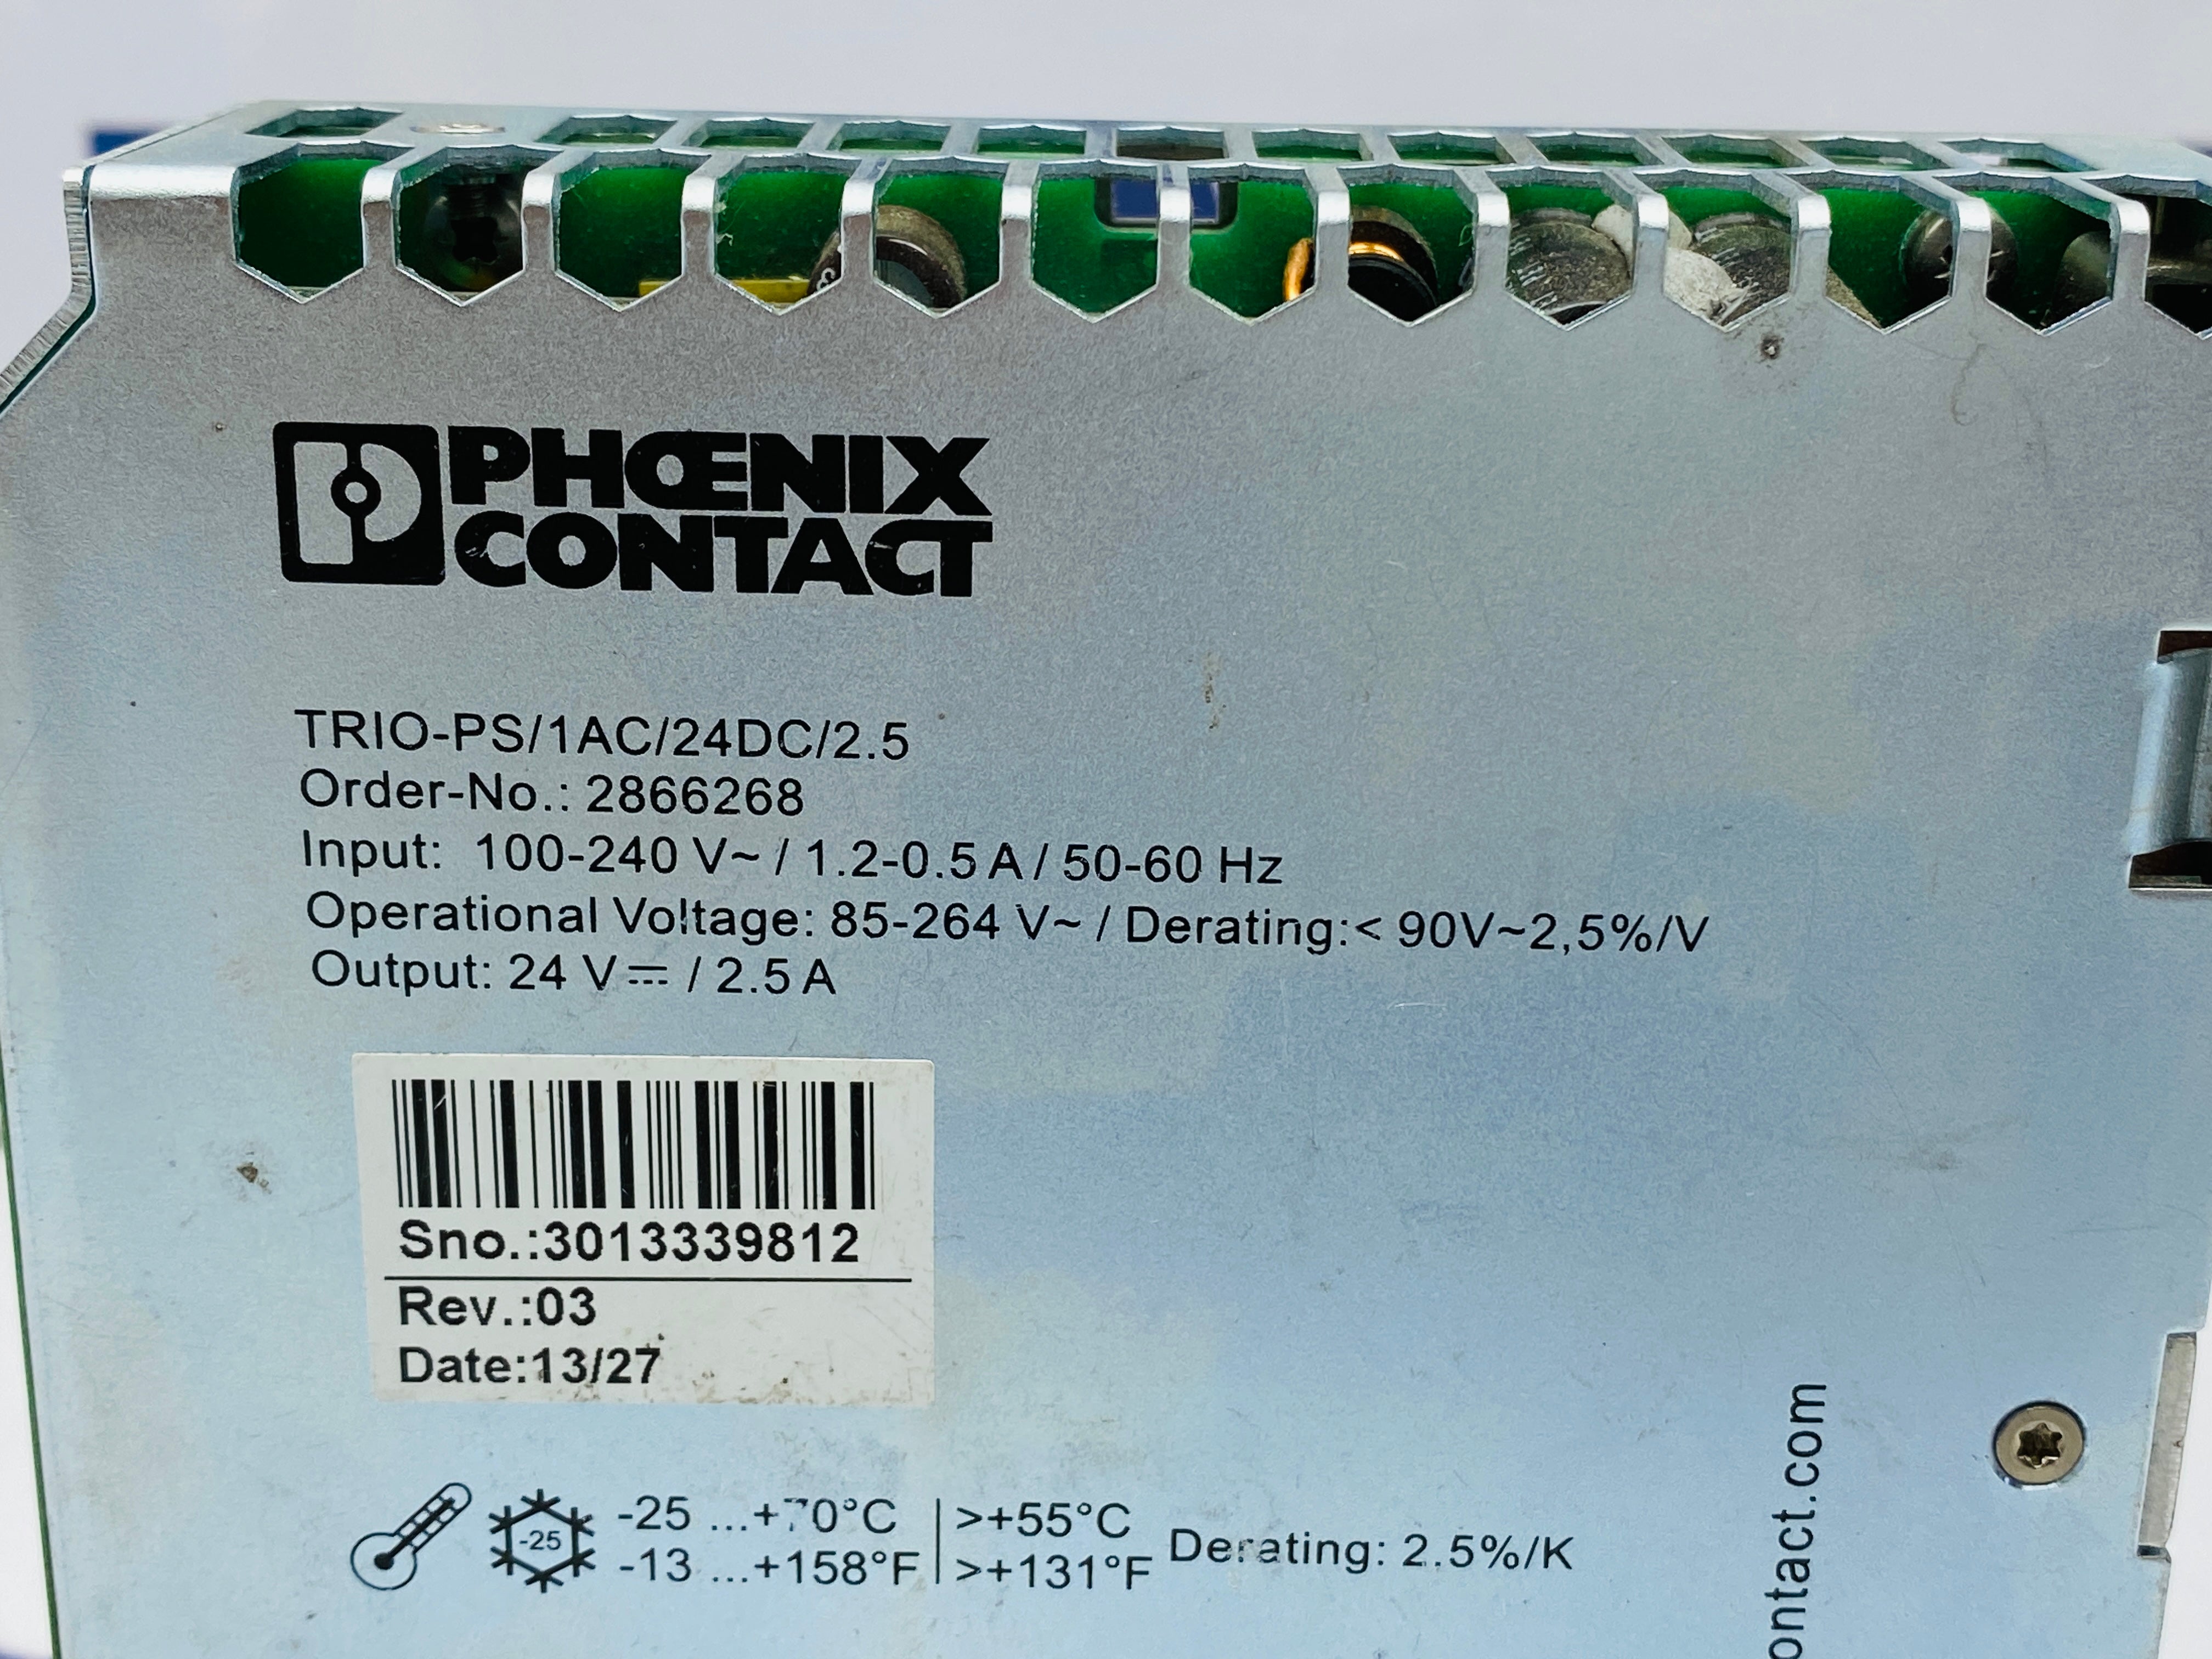 PHŒNIX
CONTACT
TRIO-PS/1AC/24DC/2.5
Order-No.: 2866268
Input: 100-240 V~ / 1.2-0.5 A / 50-60 Hz
Operational Voltage: 85-264 V~ / Derating:< 90V~2,5%/V
Output: 24 V⎓ / 2.5 A
Sno.:3013339812
Rev.:03
Date:13/27
-25
-25 ...+70°C
-13 ...+158°F
>+55°C
>+131°F
Derating: 2.5%/K
ontact.com